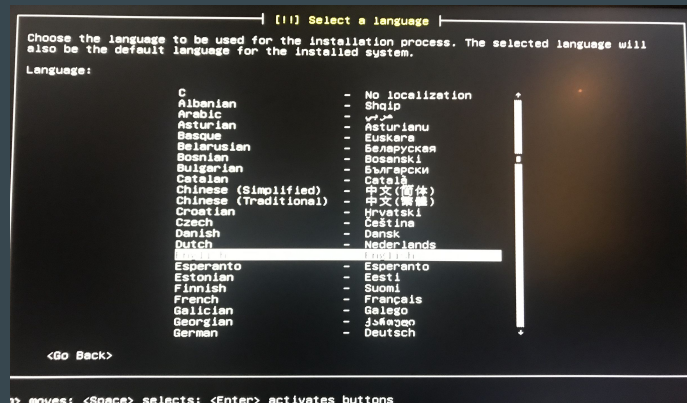 [!!] Select a language
Choose the language to be used for the installation process. The selected language will
also be the default language for the installed system.
Language:
C - No localization
Albanian - Shqip
Arabic - عربي
Asturian - Asturianu
Basque - Euskara
Belarusian - Беларуская
Bosnian - Bosanski
Bulgarian - Български
Catalan - Català
Chinese (Simplified) - 中文(简体)
Chinese (Traditional) - 中文(繁體)
Croatian - Hrvatski
Czech - Čeština
Danish - Dansk
Dutch - Nederlands
English - English
Esperanto - Esperanto
Estonian - Eesti
Finnish - Suomi
French - Français
Galician - Galego
Georgian - ქართული
German - Deutsch
<Go Back>
moves; <Space> selects; <Enter> activates buttons